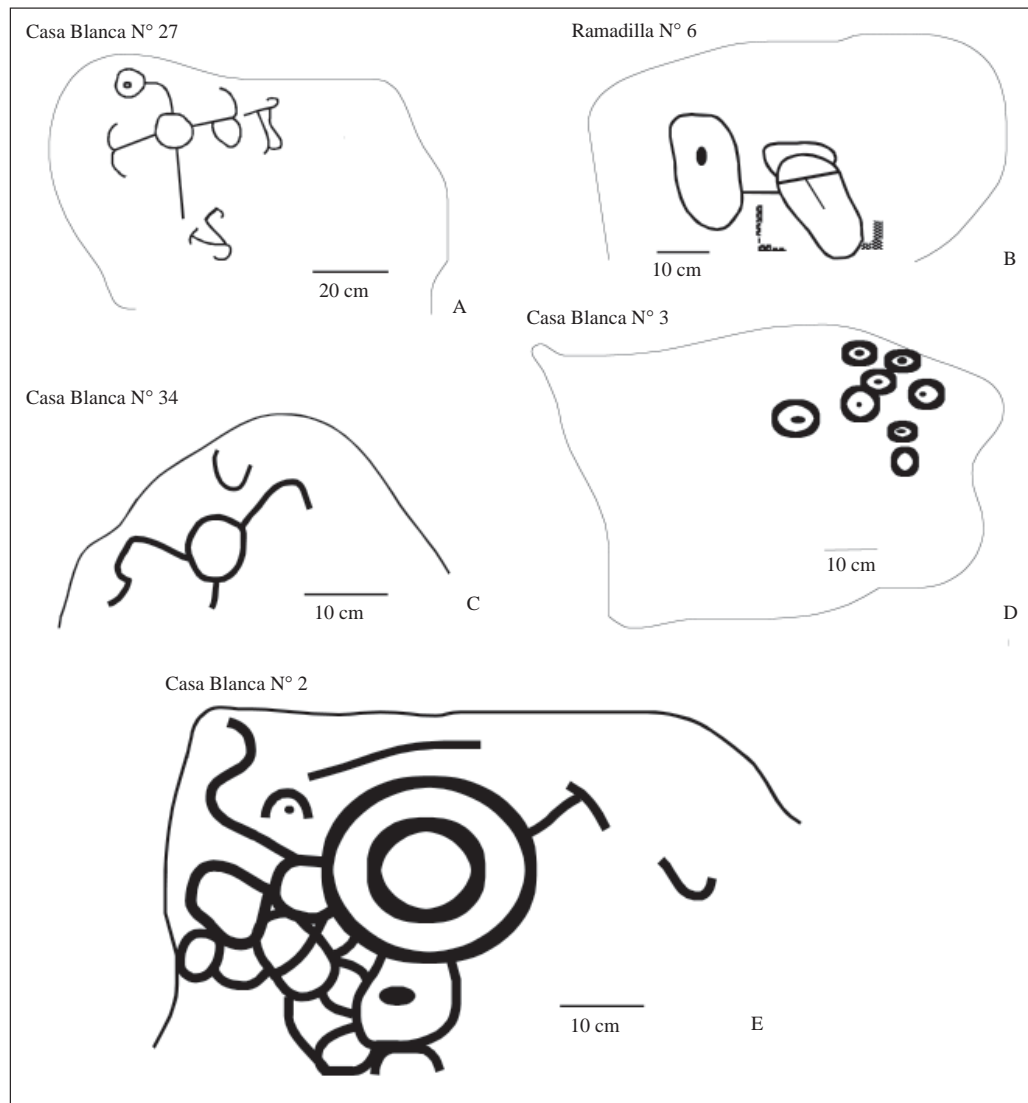 Casa Blanca N° 27
20 cm
A
Ramadilla N° 6
10 cm
B
Casa Blanca N° 34
10 cm
C
Casa Blanca N° 3
10 cm
D
Casa Blanca N° 2
10 cm
E